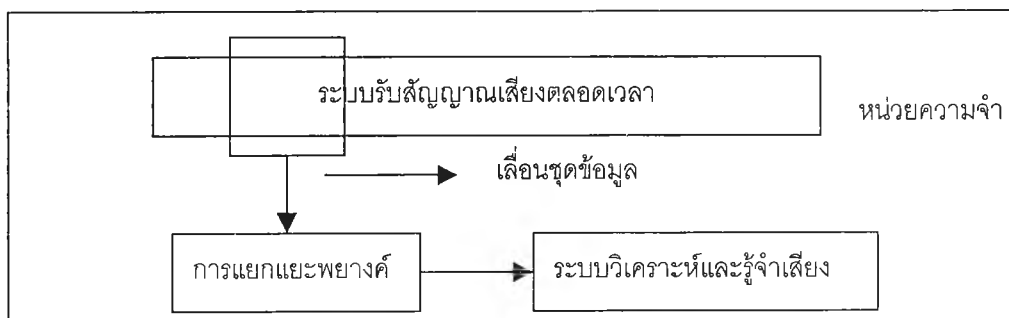 ระบบรับสัญญาณเสียงตลอดเวลา
หน่วยความจำ
เลื่อนชุดข้อมูล
การแยกแยะพยางค์
ระบบวิเคราะห์และรู้จำเสียง